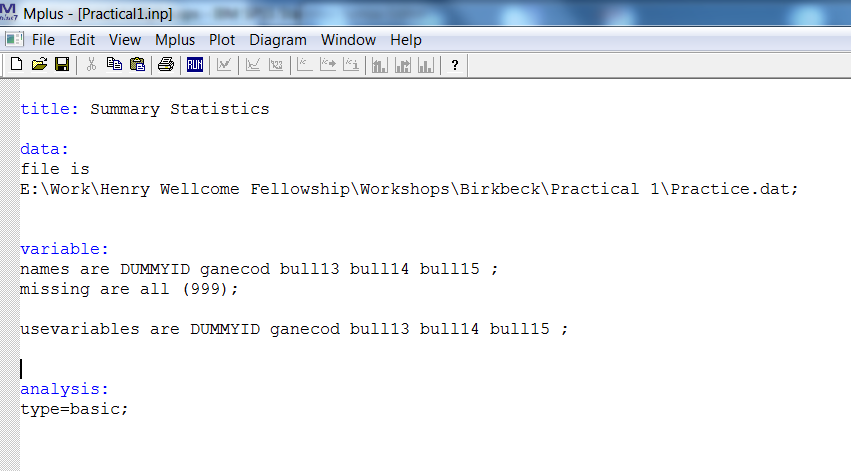 Mplus - [Practical1.inp]
File Edit View Mplus Plot Diagram Window Help
RUN ?
title: Summary Statistics
data:
file is
E:\Work\Henry Wellcome Fellowship\Workshops\Birkbeck\Practical 1\Practice.dat;
variable:
names are DUMMYID ganecod bull13 bull14 bull15 ;
missing are all (999);
usevariables are DUMMYID ganecod bull13 bull14 bull15 ;
analysis:
type=basic;